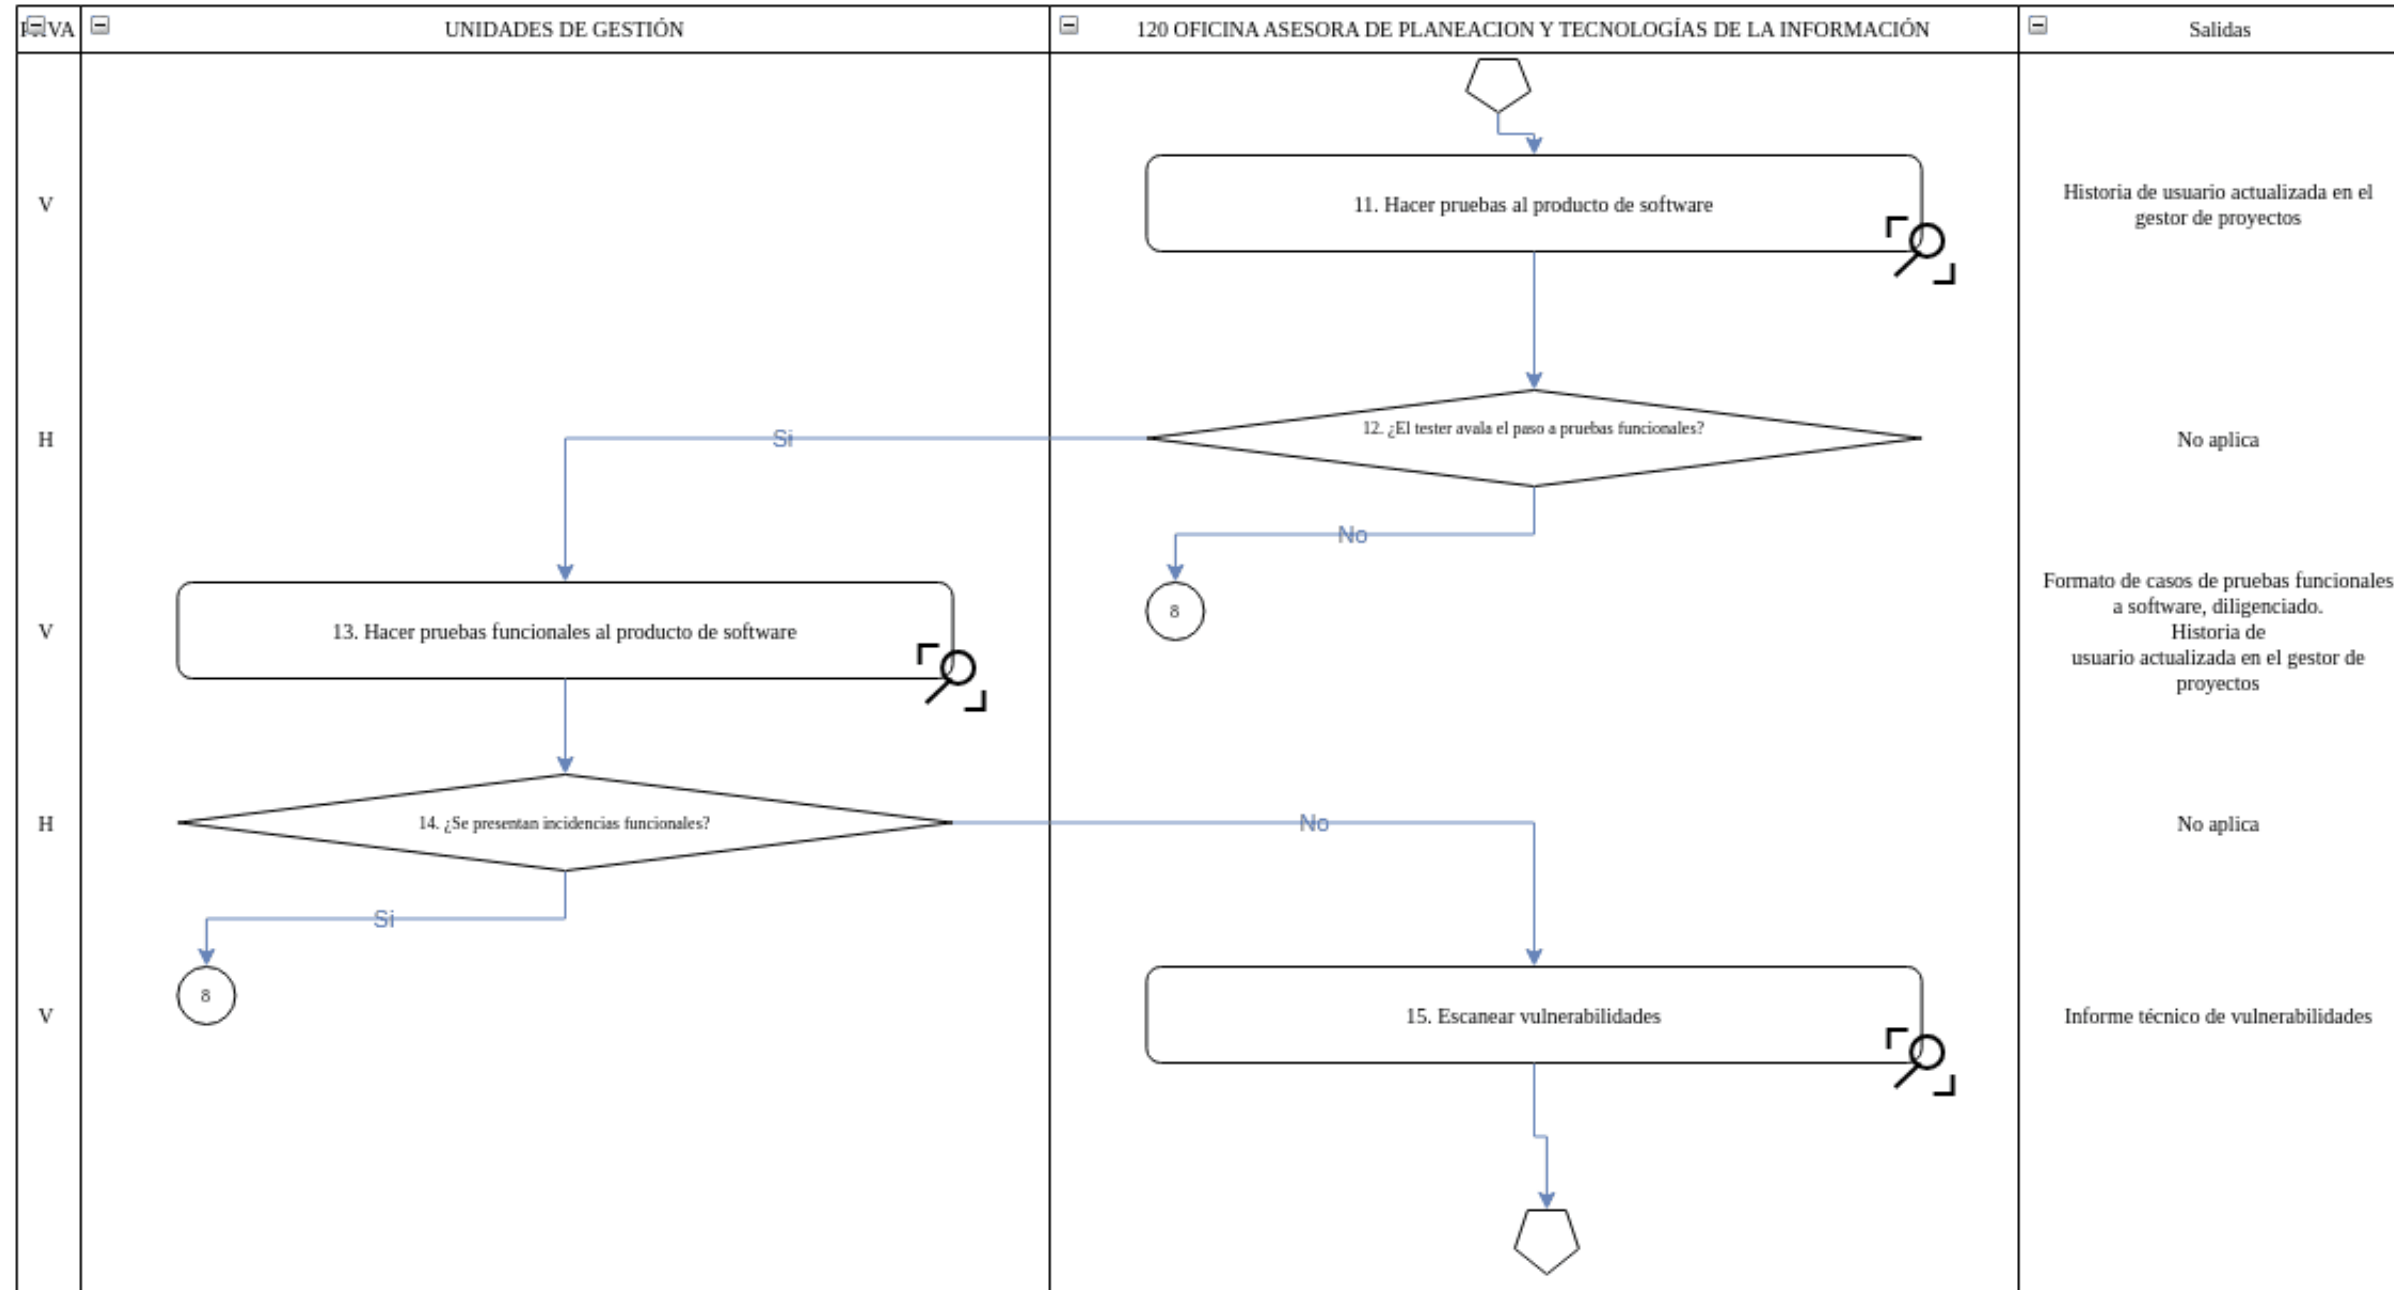 UNIDADES DE GESTIÓN
120 OFICINA ASESORA DE PLANEACION Y TECNOLOGÍAS DE LA INFORMACIÓN
Salidas
V
11. Hacer pruebas al producto de software
Historia de usuario actualizada en el
gestor de proyectos
H
Si
12. ¿El tester avala el paso a pruebas funcionales?
No aplica
No
V
13. Hacer pruebas funcionales al producto de software
8
Formato de casos de pruebas funcionales
a software, diligenciado.
Historia de
usuario actualizada en el gestor de
proyectos
H
14. ¿Se presentan incidencias funcionales?
No
No aplica
Si
8
V
15. Escanear vulnerabilidades
Informe técnico de vulnerabilidades